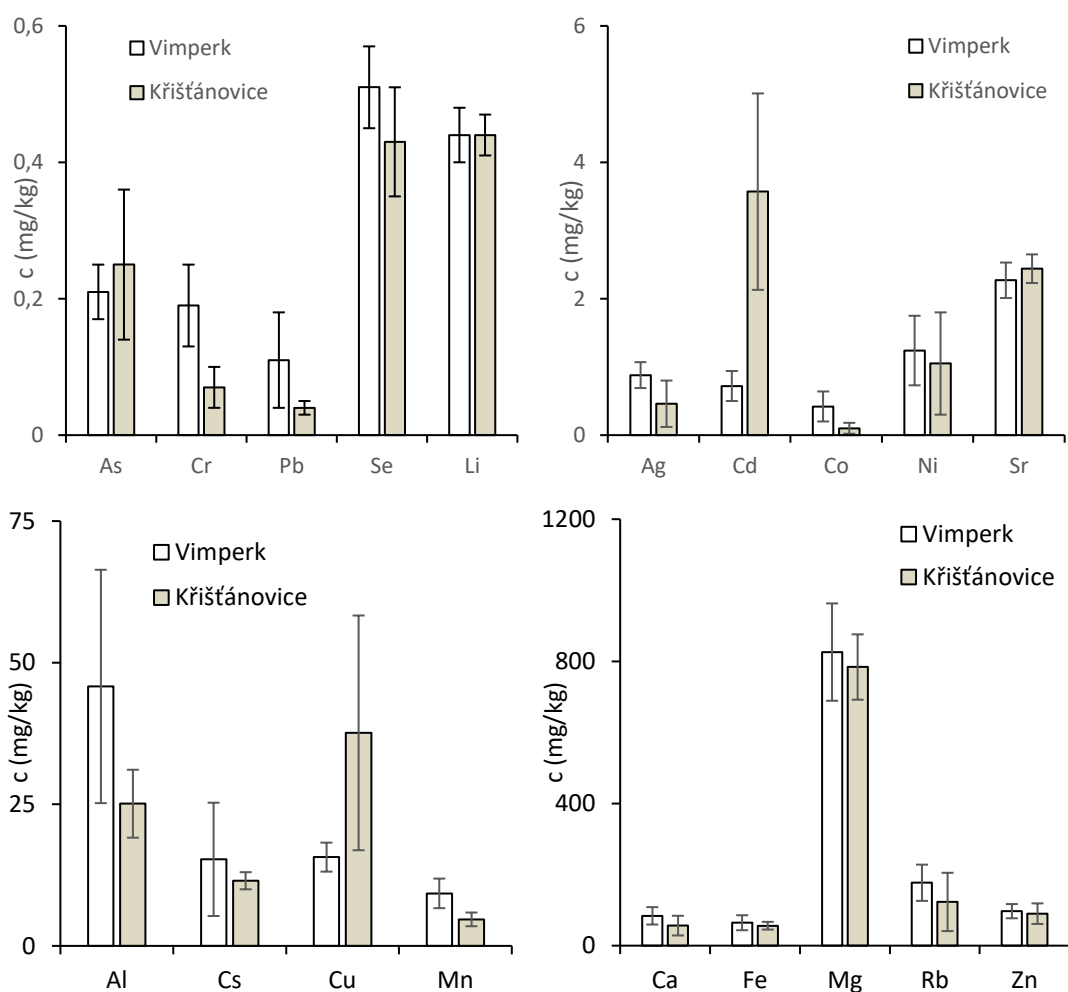 0,6
0,4
0,2
0
c (mg/kg)
Vimperk
Křišťánovice
As Cr Pb Se Li
6
4
2
0
c (mg/kg)
Vimperk
Křišťánovice
Ag Cd Co Ni Sr
75
50
25
0
c (mg/kg)
Vimperk
Křišťánovice
Al Cs Cu Mn
1200
800
400
0
c (mg/kg)
Vimperk
Křišťánovice
Ca Fe Mg Rb Zn